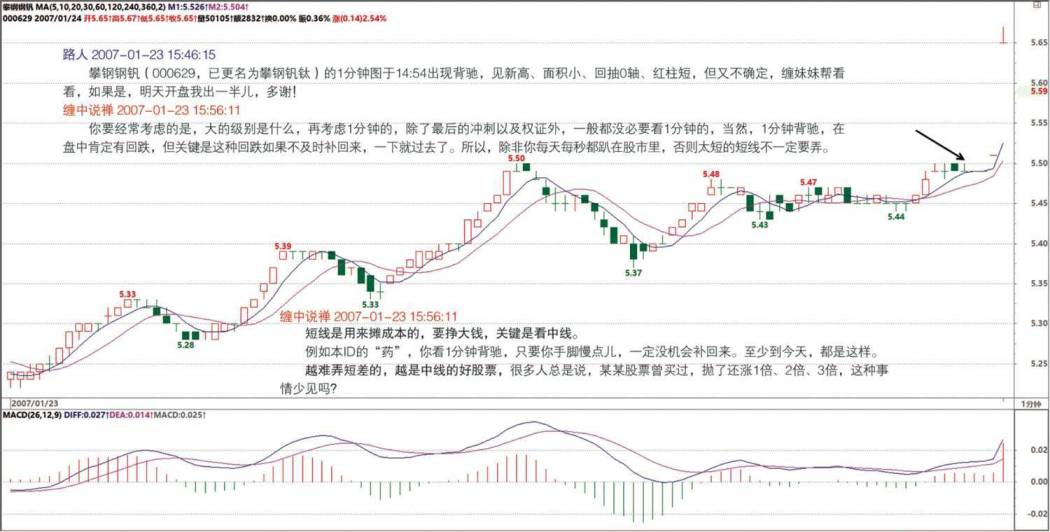 攀钢钢钒 MA(5,10,20,30,60,120,240,360,2) M1:5.526↑M2:5.504↑
000629 2007/01/24 开5.65↑高5.67↑低5.65↑收5.65↑量50105↑额2832↑换0.00% 振0.36% 涨(0.14)2.54%
路人 2007-01-23 15:46:15
攀钢钢钒(000629,已更名为攀钢钒钛)的1分钟图于14:54出现背驰,见新高、面积小、回抽0轴、红柱短,但又不确定,缠妹妹帮看
看,如果是,明天开盘我出一半儿,多谢!
缠中说禅 2007-01-23 15:56:11
你要经常考虑的是,大的级别是什么,再考虑1分钟的,除了最后的冲刺以及权证外,一般都没必要看1分钟的,当然,1分钟背驰,在
盘中肯定有回跌,但关键是这种回跌如果不及时补回来,一下就过去了。所以,除非你每天每秒都趴在股市里,否则太短的短线不一定要弄。
5.65
5.60
5.59
5.55
5.50
5.45
5.40
5.35
5.30
5.25
5.50
5.48
5.47
5.43
5.44
5.39
5.37
5.33
5.33
5.28
缠中说禅 2007-01-23 15:56:11
短线是用来摊成本的,要挣大钱,关键是看中线。
例如本ID的“药”,你看1分钟背驰,只要你手脚慢点儿,一定没机会补回来。至少到今天,都是这样。
越难弄短差的,越是中线的好股票,很多人总是说,某某股票曾买过,抛了还涨1倍、2倍、3倍,这种事
情少见吗?
2007/01/23
1分钟
MACD(26,12,9) DIFF:0.027↑DEA:0.014↑MACD:0.025↑
0.02
0.00
-0.02